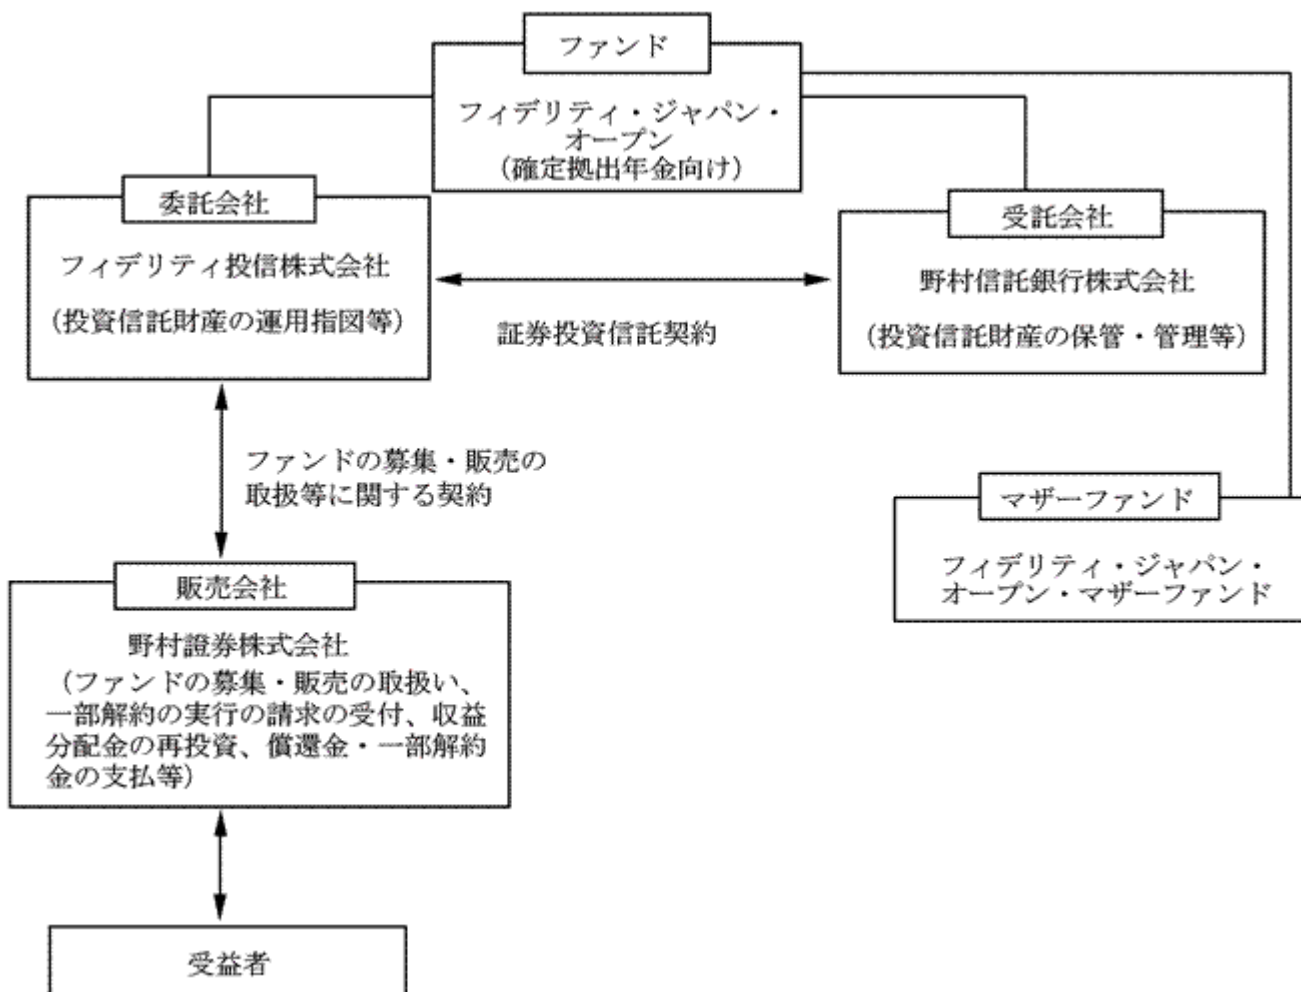 ファンド
フィデリティ・ジャパン・
オープン
（確定拠出年金向け）
委託会社
フィデリティ投信株式会社
（投資信託財産の運用指図等）
証券投資信託契約
受託会社
野村信託銀行株式会社
（投資信託財産の保管・管理等）
ファンドの募集・販売の
取扱等に関する契約
マザーファンド
フィデリティ・ジャパン・
オープン・マザーファンド
販売会社
野村證券株式会社
（ファンドの募集・販売の取扱い、
一部解約の実行の請求の受付、収益
分配金の再投資、償還金・一部解約
金の支払等）
受益者